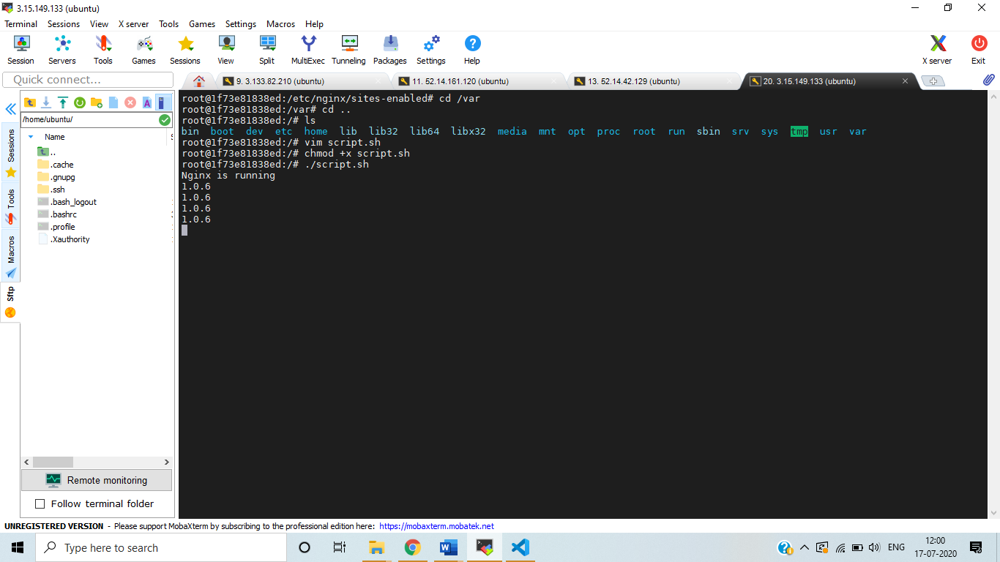 3.15.149.133 (ubuntu)
Terminal Sessions View X server Tools Games Settings Macros Help
Session Servers Tools Games Sessions View Split MultiExec Tunneling Packages Settings Help X server Exit
Quick connect...
9. 3.133.82.210 (ubuntu) 11. 52.14.161.120 (ubuntu) 13. 52.14.42.129 (ubuntu) 20. 3.15.149.133 (ubuntu)
/home/ubuntu/
Name
..
.cache
.gnupg
.ssh
.bash_logout
.bashrc
.profile
.Xauthority
Sessions
Tools
Macros
Sftp
Remote monitoring
Follow terminal folder
root@1f73e81838ed:/etc/nginx/sites-enabled# cd /var
root@1f73e81838ed:/var# cd ..
root@1f73e81838ed:/# ls
bin boot dev etc home lib lib32 lib64 libx32 media mnt opt proc root run sbin srv sys tmp usr var
root@1f73e81838ed:/# vim script.sh
root@1f73e81838ed:/# chmod +x script.sh
root@1f73e81838ed:/# ./script.sh
Nginx is running
1.0.6
1.0.6
1.0.6
1.0.6
UNREGISTERED VERSION - Please support MobaXterm by subscribing to the professional edition here: https://mobaxterm.mobatek.net
Type here to search
ENG
12:00
17-07-2020